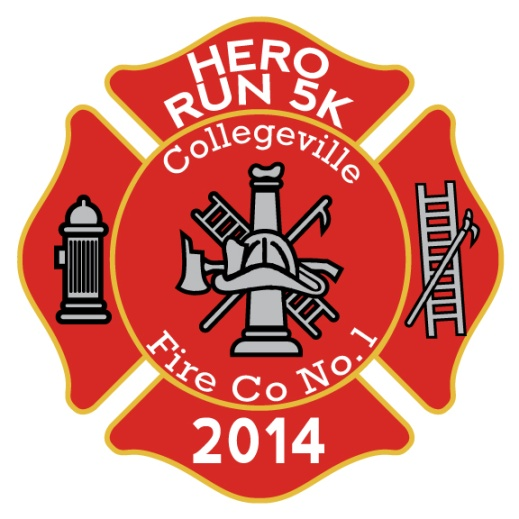 HERO
RUN 5K
Collegeville
Fire Co No. 1
2014